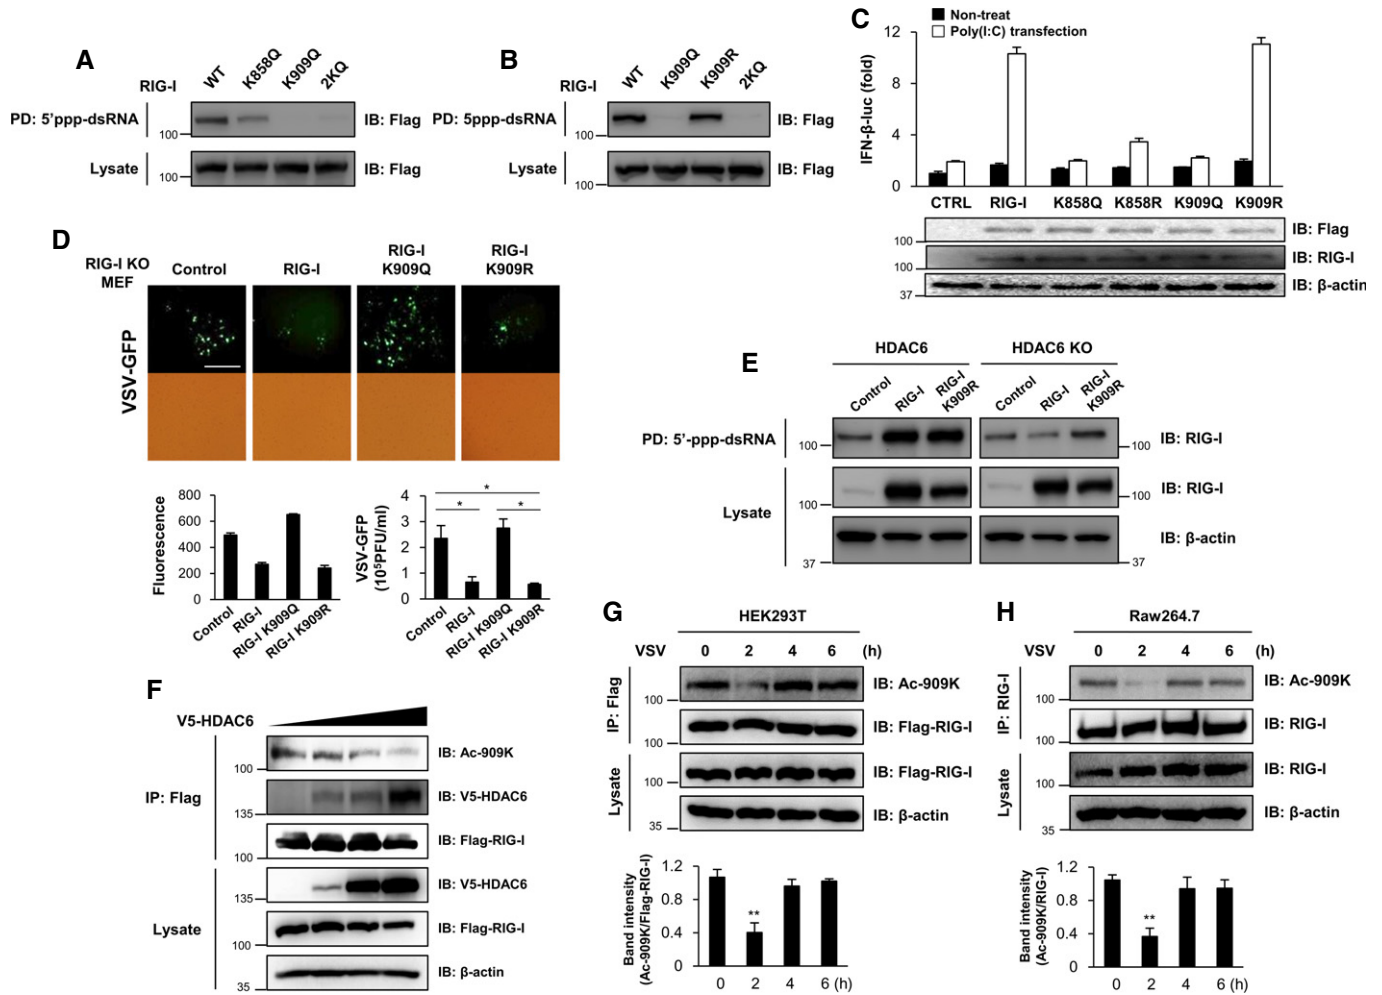 A
RIG-I
WT
K858Q
K909Q
2KQ
PD: 5’ppp-dsRNA
100
IB: Flag
Lysate
100
IB: Flag
B
RIG-I
WT
K909Q
K909R
2KQ
PD: 5ppp-dsRNA
100
IB: Flag
Lysate
100
IB: Flag
C
Non-treat
Poly(I:C) transfection
IFN-β-luc (fold)
12
8
4
0
CTRL RIG-I K858Q K858R K909Q K909R
100
IB: Flag
100
IB: RIG-I
37
IB: β-actin
D
RIG-I KO
MEF
Control
RIG-I
RIG-I
K909Q
RIG-I
K909R
VSV-GFP
Fluorescence
800
600
400
200
0
Control
RIG-I
RIG-I K909Q
RIG-I K909R
VSV-GFP
(10⁵PFU/ml)
4
3
2
1
0
*
*
*
Control
RIG-I
RIG-I K909Q
RIG-I K909R
E
HDAC6
HDAC6 KO
Control
RIG-I
RIG-I
K909R
Control
RIG-I
RIG-I
K909R
PD: 5’-ppp-dsRNA
100
100
IB: RIG-I
Lysate
100
100
IB: RIG-I
37
37
IB: β-actin
F
V5-HDAC6
IP: Flag
100
IB: Ac-909K
135
IB: V5-HDAC6
100
IB: Flag-RIG-I
Lysate
135
IB: V5-HDAC6
100
IB: Flag-RIG-I
35
IB: β-actin
G
HEK293T
VSV 0 2 4 6 (h)
IP: Flag
100
IB: Ac-909K
100
IB: Flag-RIG-I
Lysate
100
IB: Flag-RIG-I
35
IB: β-actin
Band intensity
(Ac-909K/Flag-RIG-I)
1.2
0.8
0.4
0
**
0 2 4 6 (h)
H
Raw264.7
VSV 0 2 4 6 (h)
IP: RIG-I
100
IB: Ac-909K
100
IB: RIG-I
Lysate
100
IB: RIG-I
35
IB: β-actin
Band intensity
(Ac-909K/RIG-I)
1.2
0.8
0.4
0
**
0 2 4 6 (h)